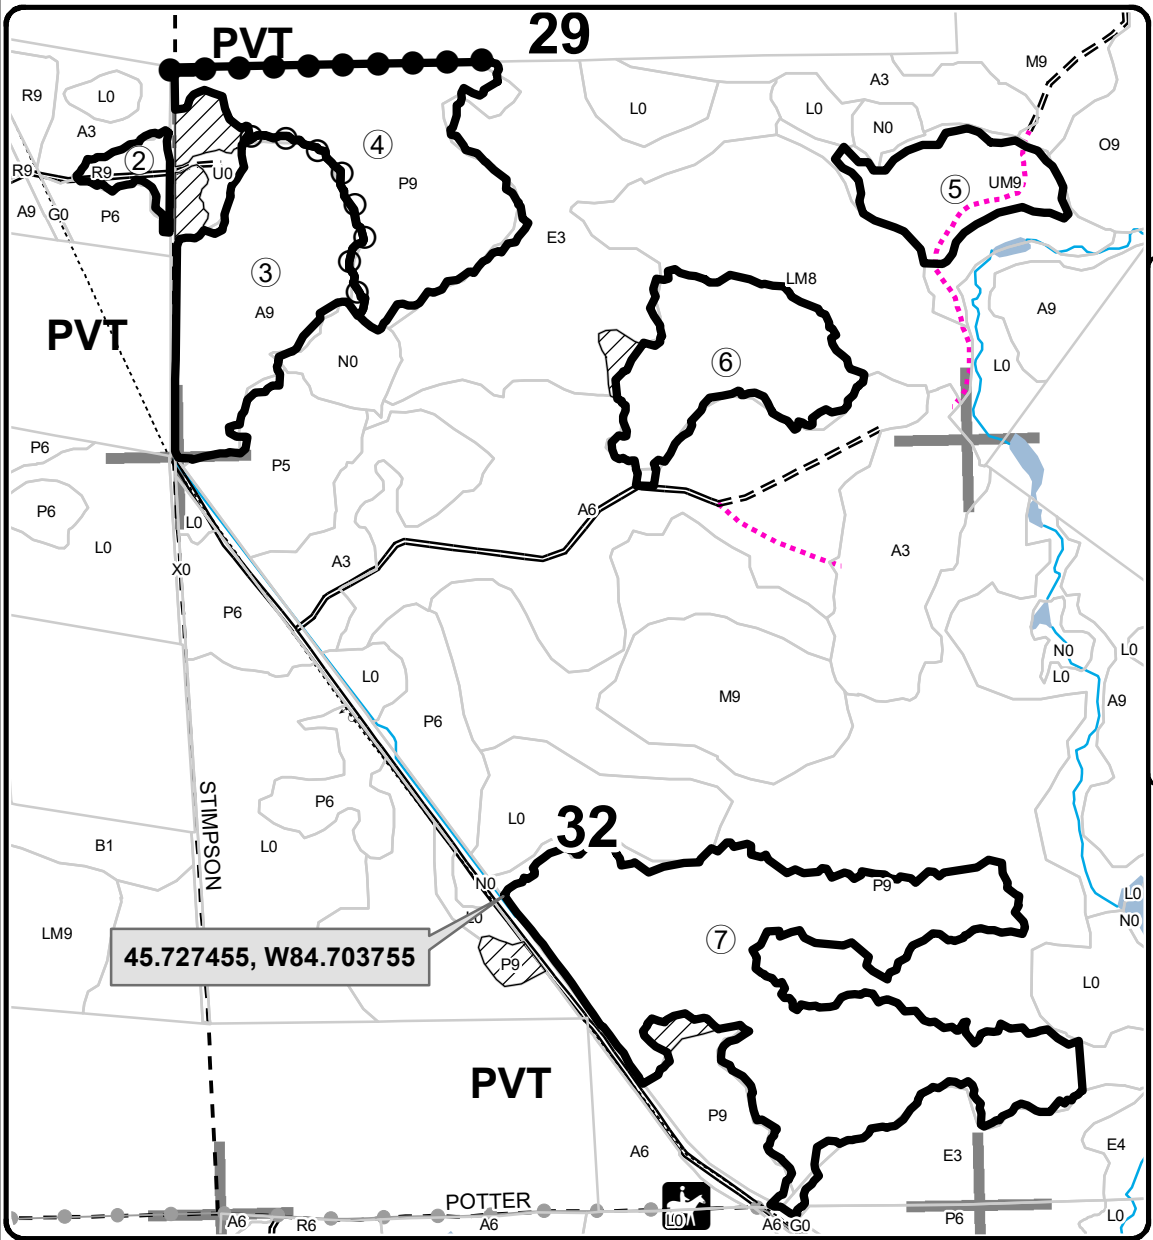 PVT
29
M9
R9
L0
A3
A3
L0
L0
N0
O9
②
④
R9
R9
U0
P9
⑤
UM9
A9
G0
P6
E3
③
A9
LM8
A9
PVT
N0
⑥
L0
P6
P5
P6
L0
A6
L0
X0
A3
A3
P6
N0
L0
L0
L0
P6
M9
A9
STIMPSON
P6
L0
32
B1
L0
P9
N0
L0
L0
N0
LM9
⑦
45.727455, W84.703755
P9
L0
PVT
P9
A6
E3
E4
POTTER
L0
A6
R6
A6
A6
G0
P6
L0